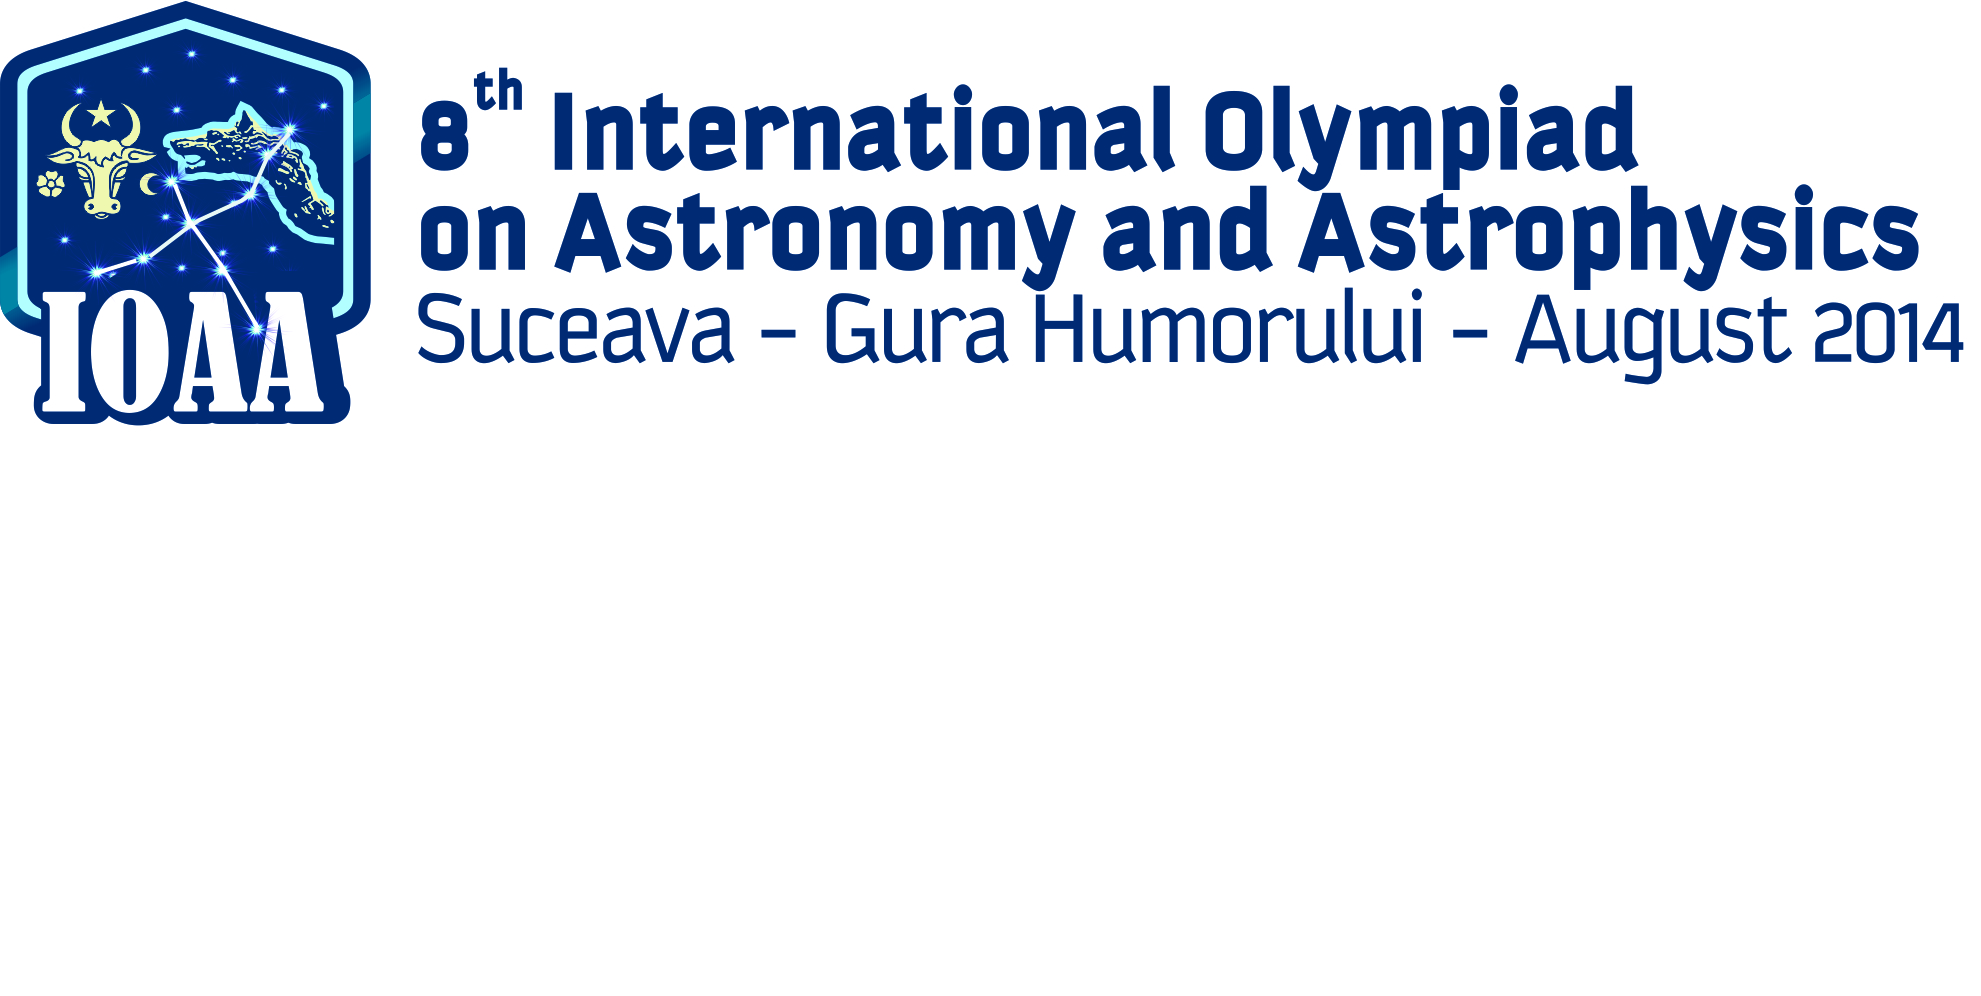 8th International Olympiad
on Astronomy and Astrophysics
Suceava – Gura Humorului – August 2014
IOAA